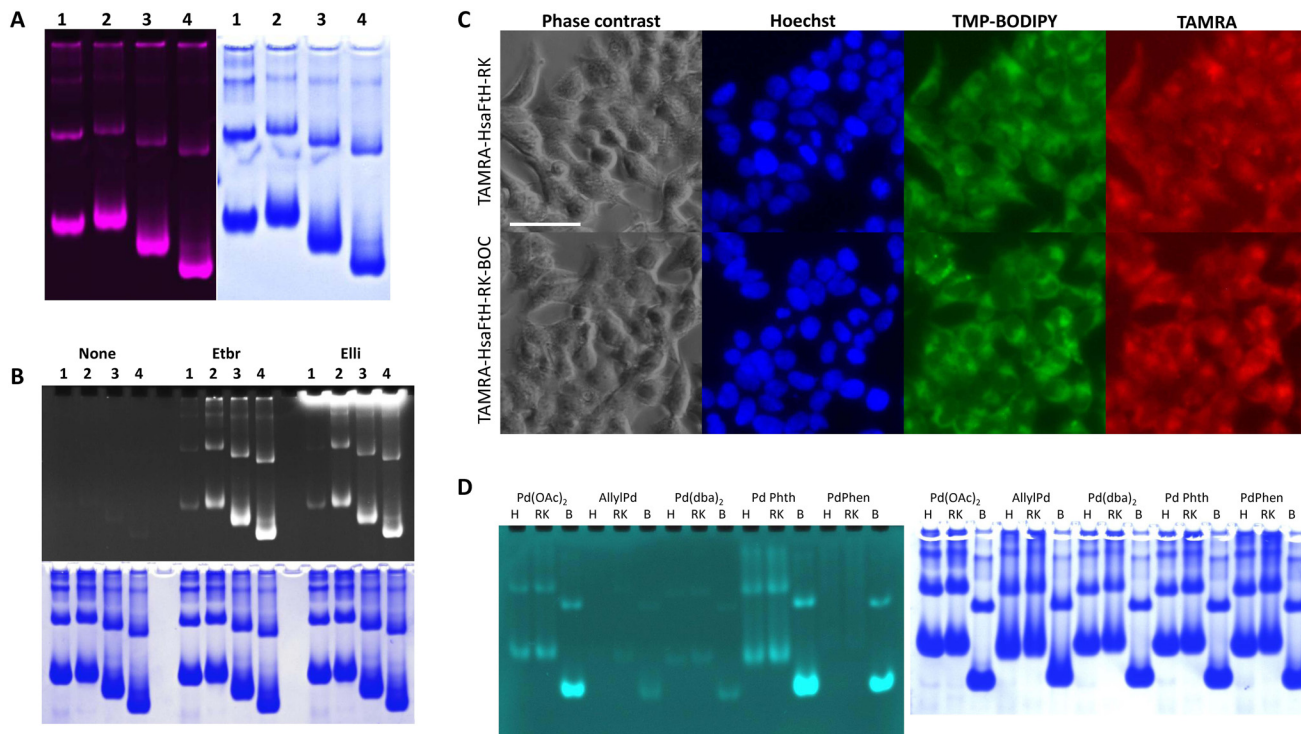 A
1 2 3 4 1 2 3 4
C
Phase contrast Hoechst TMP-BODIPY TAMRA
TAMRA-HsaFtH-RK
TAMRA-HsaFtH-RK-BOC
B
None Etbr Elli
1 2 3 4 1 2 3 4 1 2 3 4
D
Pd(OAc)2 AllylPd Pd(dba)2 Pd Phth PdPhen
H RK B H RK B H RK B H RK B H RK B
Pd(OAc)2 AllylPd Pd(dba)2 Pd Phth PdPhen
H RK B H RK B H RK B H RK B H RK B